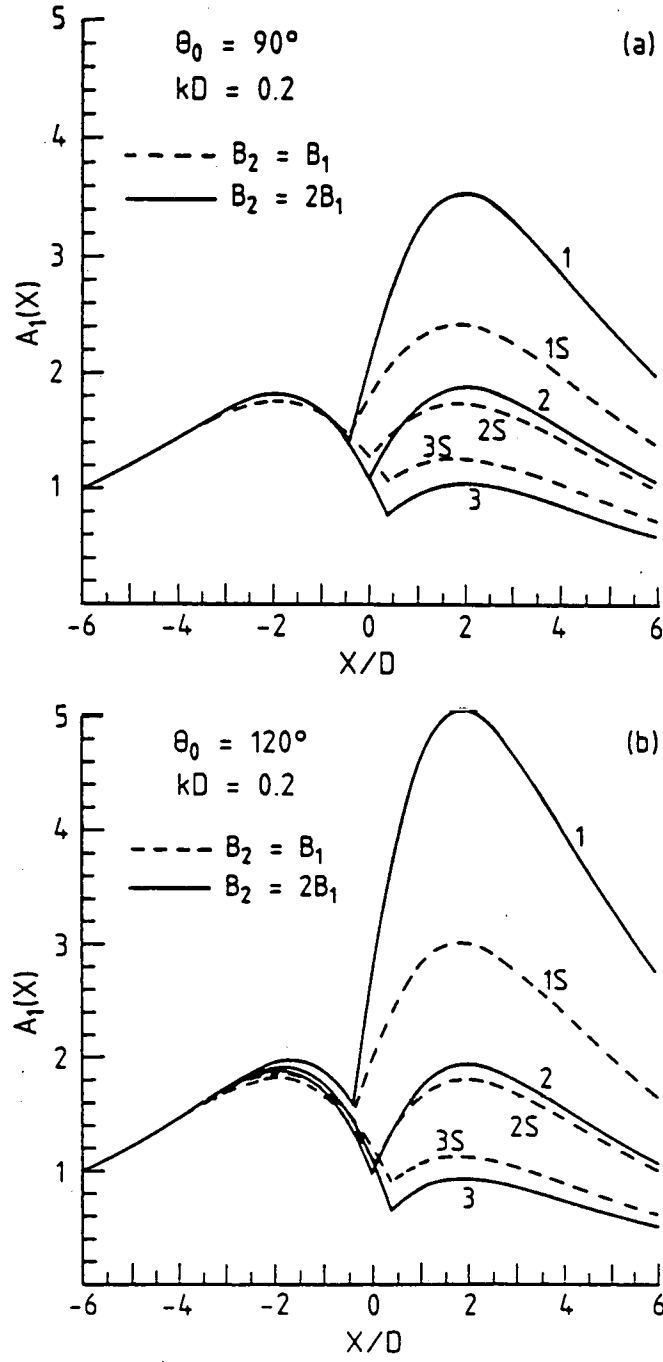 5
θ₀ = 90°
(a)
kD = 0.2
4
B₂ = B₁
B₂ = 2B₁
3
1
A₁(X)
1S
2
2
2S
3S
1
3
-6 -4 -2 0 2 4 6
X/D
5
θ₀ = 120°
(b)
kD = 0.2
4
B₂ = B₁
1
B₂ = 2B₁
3
1S
A₁(X)
2
2
2S
3S
1
3
-6 -4 -2 0 2 4 6
X/D